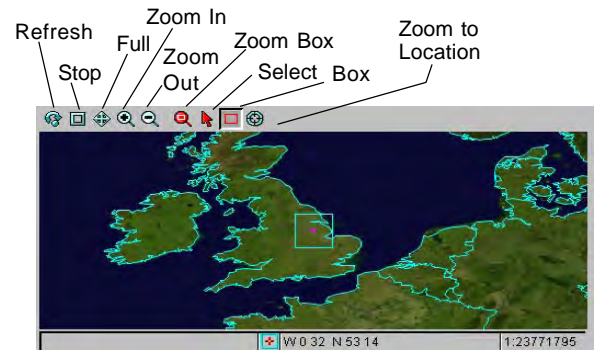 Refresh
Stop
Full
Zoom In
Zoom
Out
Zoom Box
Select
Box
Zoom to
Location
W 0 32 N 53 14
1:23771795